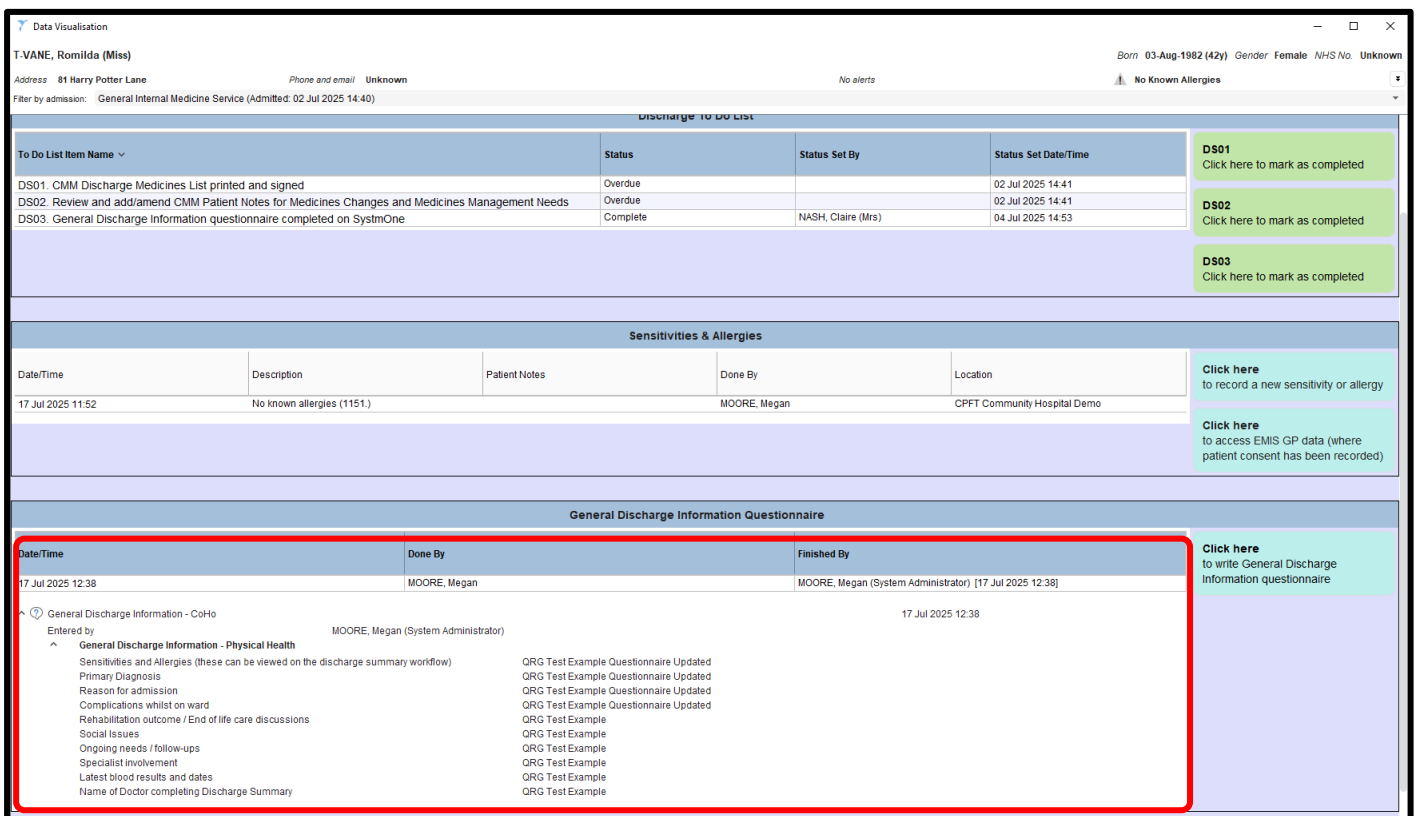 Data Visualisation
T-VANE, Romilda (Miss) Born 03-Aug-1982 (42y) Gender Female NHS No. Unknown
Address 81 Harry Potter Lane Phone and email Unknown No alerts No Known Allergies
Filter by admission: General Internal Medicine Service (Admitted: 02 Jul 2025 14:40)
Discharge To Do List
To Do List Item Name Status Status Set By Status Set Date/Time
DS01. CMM Discharge Medicines List printed and signed Overdue 02 Jul 2025 14:41
DS02. Review and add/amend CMM Patient Notes for Medicines Changes and Medicines Management Needs Overdue 02 Jul 2025 14:41
DS03. General Discharge Information questionnaire completed on SystmOne Complete NASH, Claire (Mrs) 04 Jul 2025 14:53
DS01
Click here to mark as completed
DS02
Click here to mark as completed
DS03
Click here to mark as completed
Sensitivities & Allergies
Date/Time Description Patient Notes Done By Location
17 Jul 2025 11:52 No known allergies (1151.) MOORE, Megan CPFT Community Hospital Demo
Click here
to record a new sensitivity or allergy
Click here
to access EMIS GP data (where
patient consent has been recorded)
General Discharge Information Questionnaire
Date/Time Done By Finished By
17 Jul 2025 12:38 MOORE, Megan MOORE, Megan (System Administrator) [17 Jul 2025 12:38]
Click here
to write General Discharge
Information questionnaire
General Discharge Information - CoHo 17 Jul 2025 12:38
Entered by MOORE, Megan (System Administrator)
General Discharge Information - Physical Health
Sensitivities and Allergies (these can be viewed on the discharge summary workflow) QRG Test Example Questionnaire Updated
Primary Diagnosis QRG Test Example Questionnaire Updated
Reason for admission QRG Test Example Questionnaire Updated
Complications whilst on ward QRG Test Example Questionnaire Updated
Rehabilitation outcome / End of life care discussions QRG Test Example
Social Issues QRG Test Example
Ongoing needs / follow-ups QRG Test Example
Specialist involvement QRG Test Example
Latest blood results and dates QRG Test Example
Name of Doctor completing Discharge Summary QRG Test Example